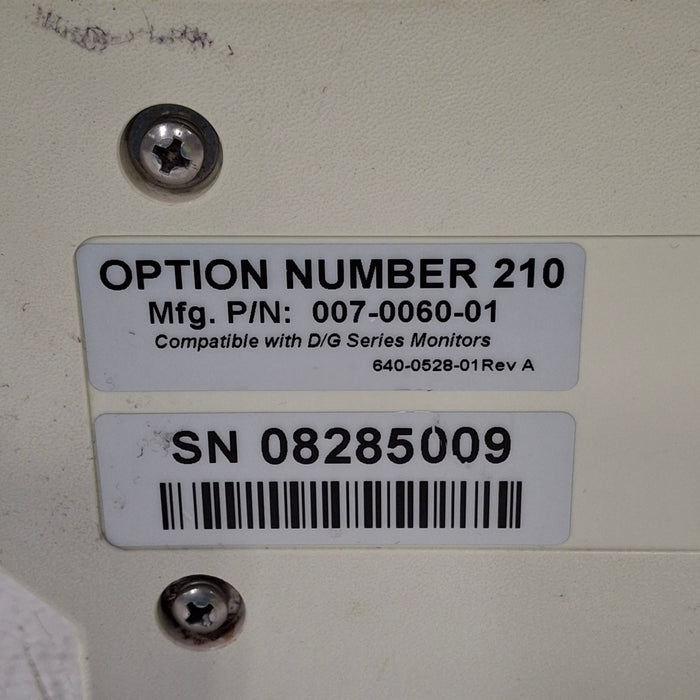 OPTION NUMBER 210
Mfg. P/N: 007-0060-01
Compatible with D/G Series Monitors
640-0528-01Rev A
SN 08285009